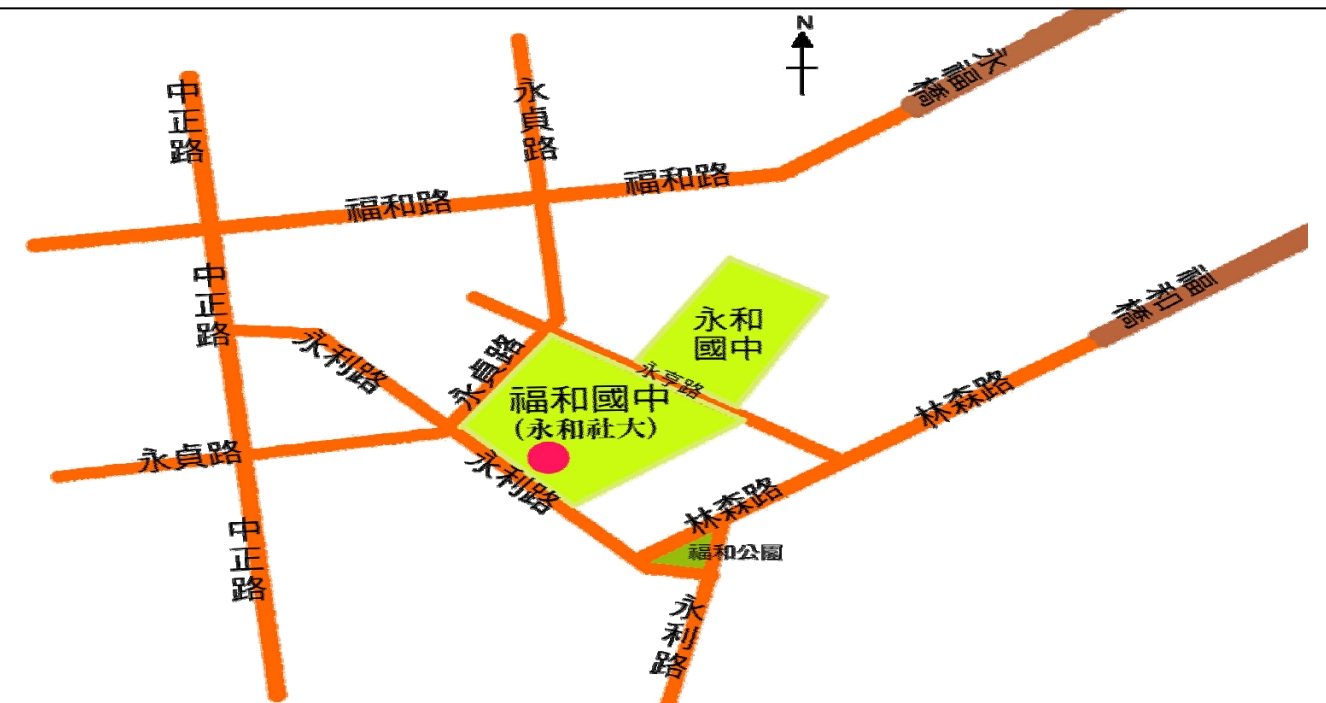 N
永福橋
中正路
永貞路
福和路
福和路
中正路
福和橋
永利路
永貞路
永和
國中
永亨路
福和國中
(永和社大)
林森路
永貞路
永利路
林森路
中正路
福和公園
永利路